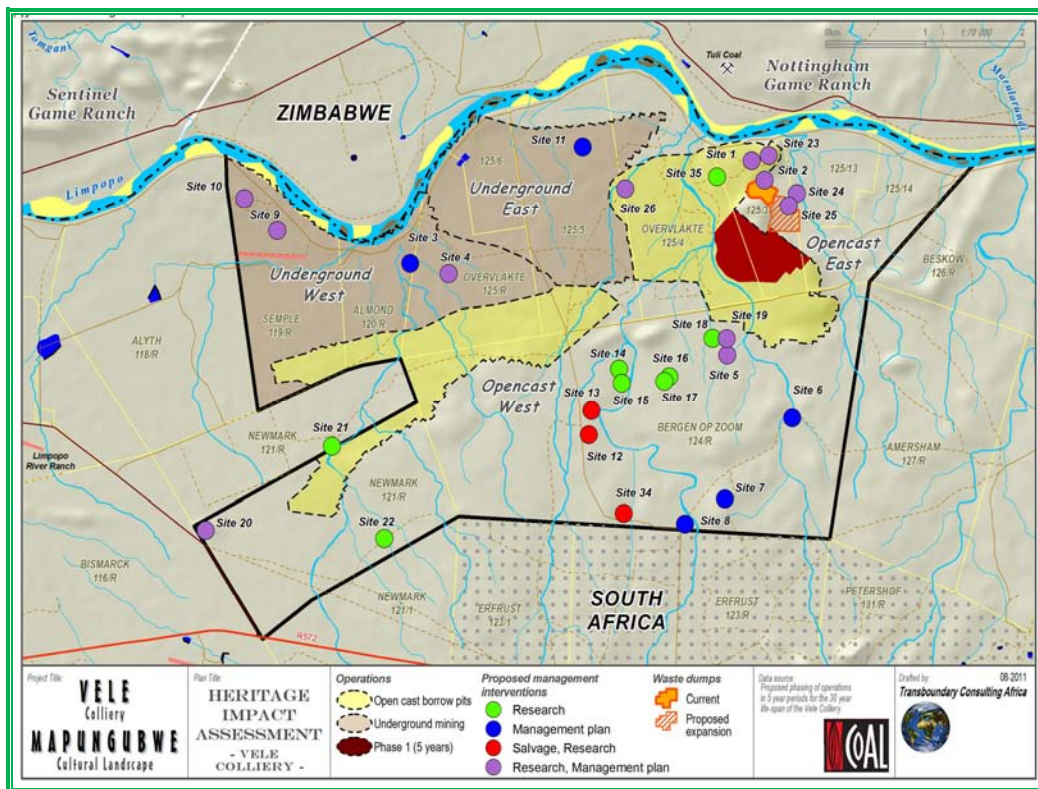 0km 1 1:70 000 2
Tomgani
Tuli Coal
Sentinel
Game Ranch
Nottingham
Game Ranch
Marularundi
ZIMBABWE
Limpopo
Site 11
125/6
Underground
East
125/5
Site 1
Site 23
Site 35
Site 2
125/13
Site 24
125/14
Site 25
Site 26
OVERVLAKTE
125/4
125/3
Opencast
East
BESKOW
126/R
Site 10
Site 9
Site 3
Site 4
Underground
West
OVERVLAKTE
125/R
SEMPLE
119/R
ALMOND
120/R
ALYTH
118/R
Site 18
Site 19
Site 5
Site 14
Site 16
Site 15
Site 17
Opencast
West
Site 13
Site 12
Site 6
BERGEN OP ZOOM
124/R
AMERSHAM
127/R
NEWMARK
121/R
Site 21
Limpopo
River Ranch
NEWMARK
121/R
Site 7
Site 34
Site 8
Site 20
Site 22
BISMARCK
116/R
NEWMARK
121/1
ERFRUST
123/1
SOUTH
AFRICA
ERFRUST
123/R
PETERSHOF
R572
Project Title:
VELE
Colliery
MAPUNGUBWE
Cultural Landscape
Plan Title:
HERITAGE
IMPACT
ASSESSMENT
- VELE
COLLIERY -
Operations
Open cast borrow pits
Underground mining
Phase 1 (5 years)
Proposed management
interventions
Research
Management plan
Salvage, Research
Research, Management plan
Waste dumps
Current
Proposed
expansion
Data source:
Proposed phasing of operations
in 5 year periods for the 30 year
life-span of the Vele Collery.
COAL
Drafted by: 08-2011
Transboundary Consulting Africa